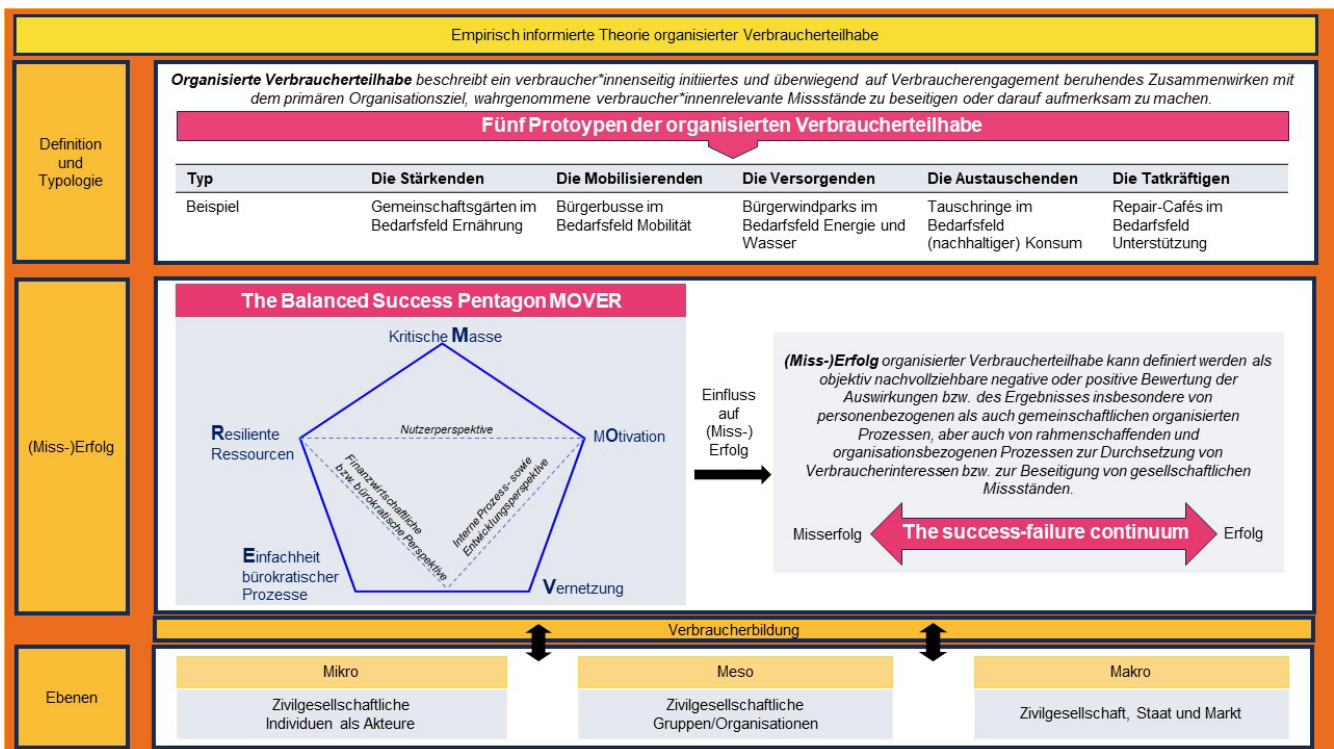 Empirisch informierte Theorie organisierter Verbraucherteilhabe
Definition
und
Typologie
Organisierte Verbraucherteilhabe beschreibt ein verbraucher*innenseitig initiiertes und überwiegend auf Verbraucherengagement beruhendes Zusammenwirken mit
dem primären Organisationsziel, wahrgenommene verbraucher*innenrelevante Missstände zu beseitigen oder darauf aufmerksam zu machen.
Fünf Protoypen der organisierten Verbraucherteilhabe
Typ Die Stärkenden Die Mobilisierenden Die Versorgenden Die Austauschenden Die Tatkräftigen
Beispiel Gemeinschaftsgärten im Bürgerbusse im Bürgerwindparks im Tauschringe im Repair-Cafés im
Bedarfsfeld Ernährung Bedarfsfeld Mobilität Bedarfsfeld Energie und Bedarfsfeld Bedarfsfeld
Wasser (nachhaltiger) Konsum Unterstützung
(Miss-)Erfolg
The Balanced Success Pentagon MOVER
Kritische Masse
Resiliente
Ressourcen
Nutzerperspektive
MOtivation
Finanzwirtschaftliche
bzw. bürokratische Perspektive
Interne Prozess- sowie
Entwicklungsperspektive
Einfachheit
bürokratischer
Prozesse
Vernetzung
Einfluss
auf
(Miss-)
Erfolg
(Miss-)Erfolg organisierter Verbraucherteilhabe kann definiert werden als
objektiv nachvollziehbare negative oder positive Bewertung der
Auswirkungen bzw. des Ergebnisses insbesondere von
personenbezogenen als auch gemeinschaftlichen organisierten
Prozessen, aber auch von rahmenschaffenden und
organisationsbezogenen Prozessen zur Durchsetzung von
Verbraucherinteressen bzw. zur Beseitigung von gesellschaftlichen
Missständen.
Misserfolg The success-failure continuum Erfolg
Verbraucherbildung
Ebenen
Mikro
Zivilgesellschaftliche
Individuen als Akteure
Meso
Zivilgesellschaftliche
Gruppen/Organisationen
Makro
Zivilgesellschaft, Staat und Markt